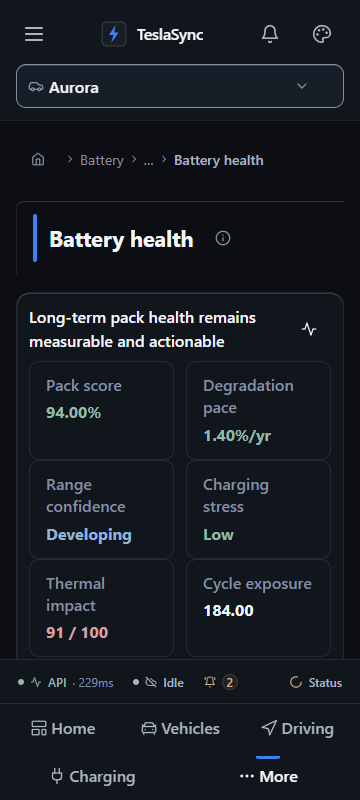 TeslaSync
Aurora
Battery
...
Battery health
Battery health
Long-term pack health remains
measurable and actionable
Pack score
94.00%
Degradation
pace
1.40%/yr
Range
confidence
Developing
Charging
stress
Low
Thermal
impact
91 / 100
Cycle exposure
184.00
API · 229ms
Idle
2
Status
Home
Vehicles
Driving
Charging
More